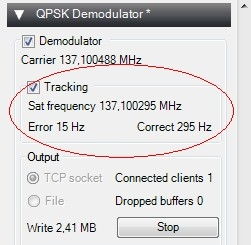 QPSK Demodulator *
Demodulator
Carrier 137,100488 MHz
Tracking
Sat frequency 137,100295 MHz
Error 15 Hz Correct 295 Hz
Output
TCP socket Connected clients 1
File Dropped buffers 0
Write 2,41 MB Stop